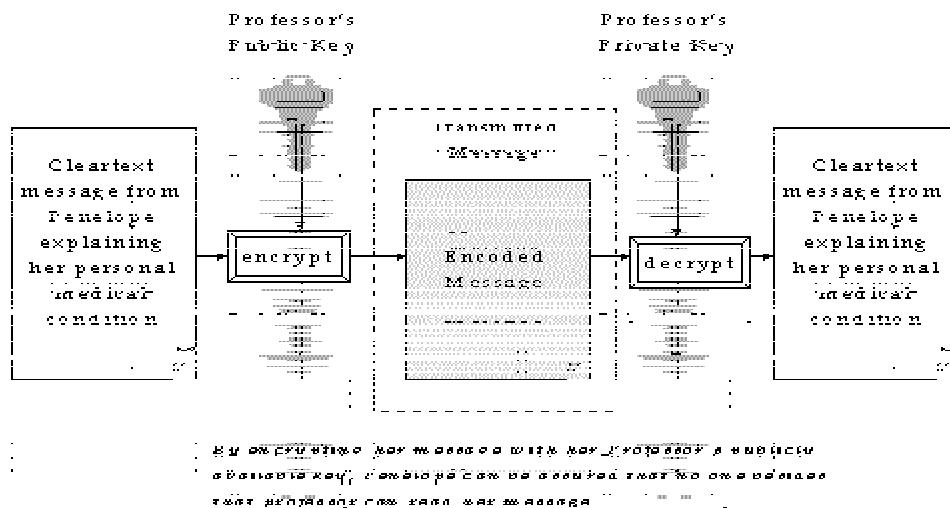 Professor's
Public Key
Professor's
Private Key
Transmitted
Message
Cleartext
message from
Penelope
explaining
her personal
medical
condition
encrypt
Encoded
Message
decrypt
Cleartext
message from
Penelope
explaining
her personal
medical
condition
By encrypting her message with her Professor's publicly
available key, Penelope can be assured that no one besides
that professor can read her message